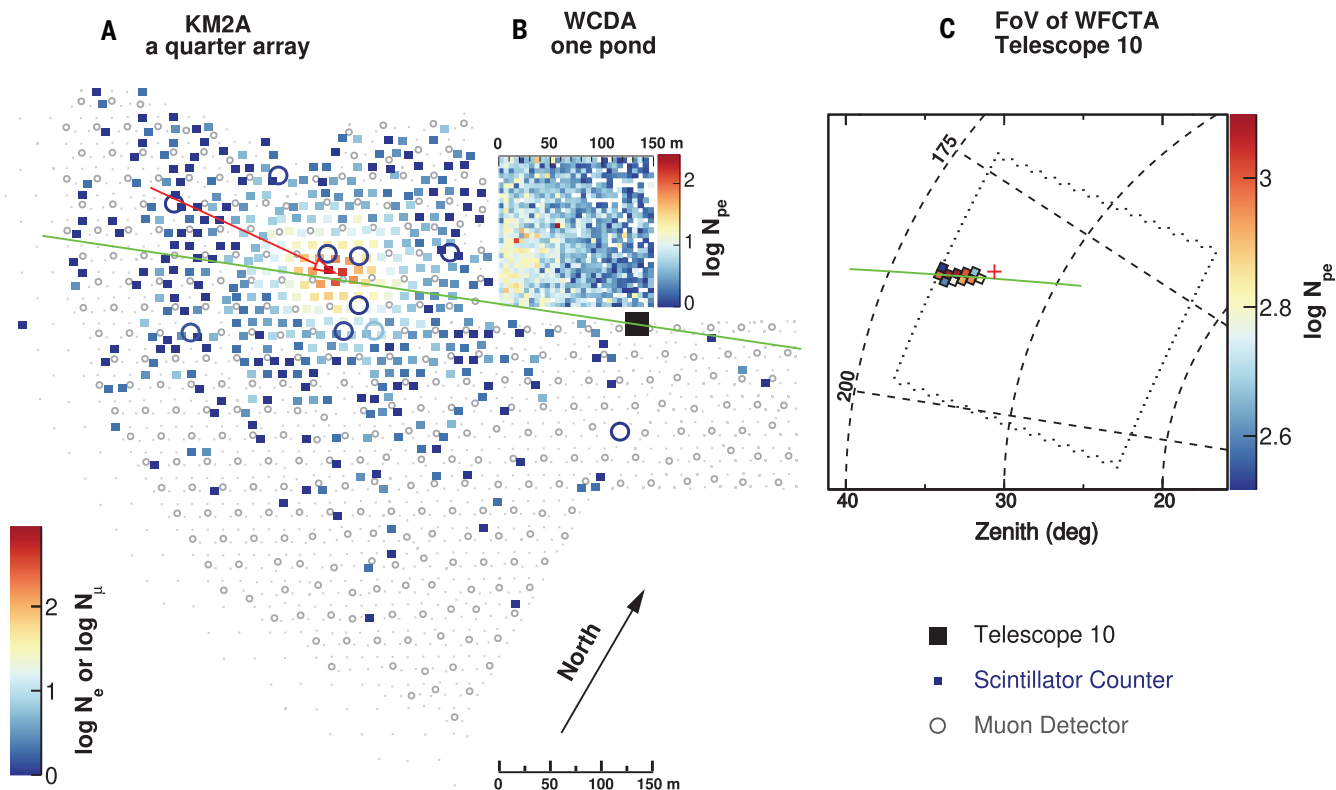 A
KM2A
a quarter array
B
WCDA
one pond
C
FoV of WFCTA
Telescope 10
0 50 100 150 m
2
1
0
log N_pe
175
200
40 30 20
Zenith (deg)
3
2.8
2.6
log N_pe
2
1
0
log N_e or log N_μ
North
0 50 100 150 m
Telescope 10
Scintillator Counter
Muon Detector